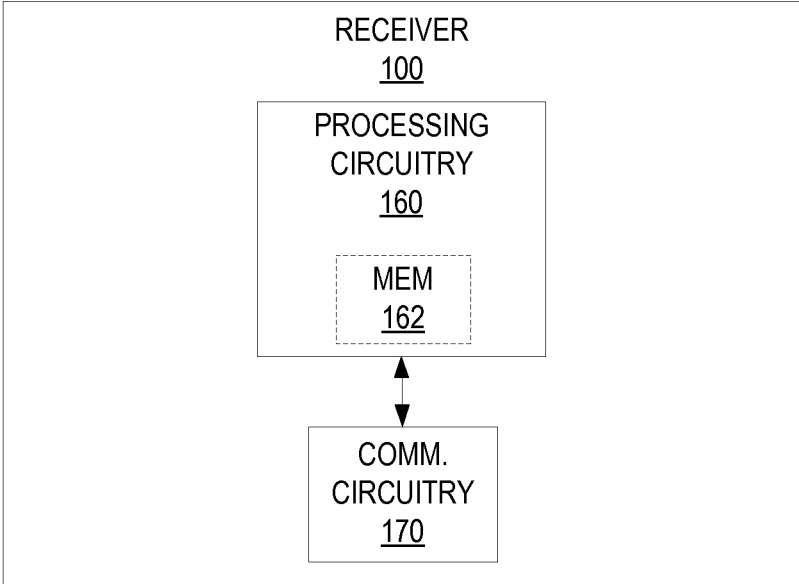 RECEIVER
100
PROCESSING
CIRCUITRY
160
MEM
162
COMM.
CIRCUITRY
170